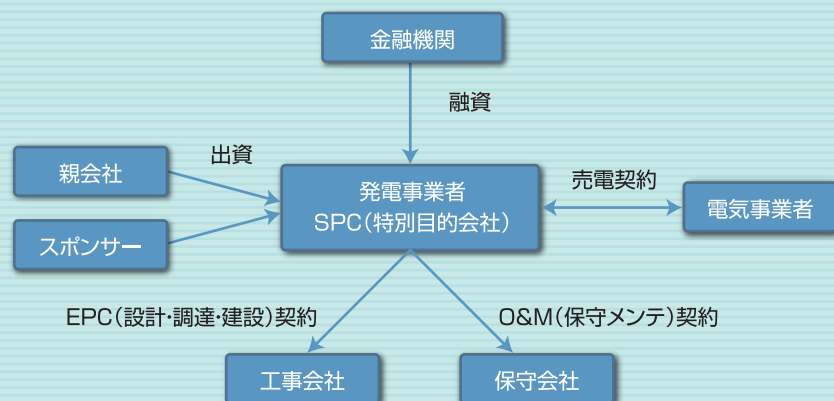 金融機関
融資
出資
親会社
発電事業者
SPC(特別目的会社)
売電契約
電気事業者
スポンサー
EPC(設計・調達・建設)契約
O&M(保守メンテ)契約
工事会社
保守会社